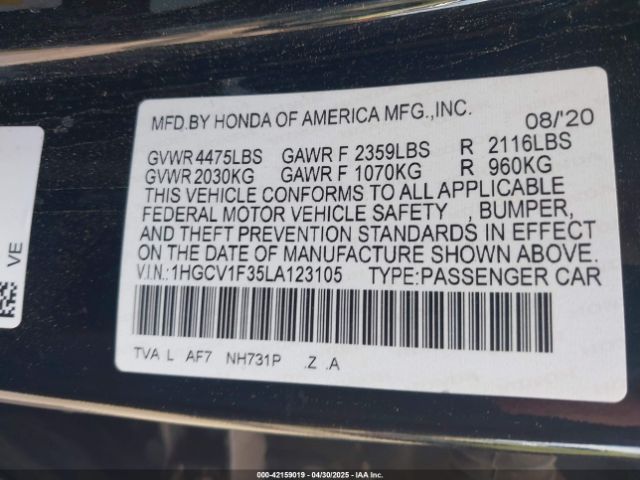 MFD.BY HONDA OF AMERICA MFG.,INC. 08/'20
GVWR 4475LBS GAWR F 2359LBS R 2116LBS
GVWR 2030KG GAWR F 1070KG R 960KG
THIS VEHICLE CONFORMS TO ALL APPLICABLE
FEDERAL MOTOR VEHICLE SAFETY , BUMPER,
AND THEFT PREVENTION STANDARDS IN EFFECT
ON THE DATE OF MANUFACTURE SHOWN ABOVE.
V.I.N.:1HGCV1F35LA123105 TYPE:PASSENGER CAR
TVA L AF7 NH731P .Z .A
VE
000-42159019 - 04/30/2025 - IAAI.COM